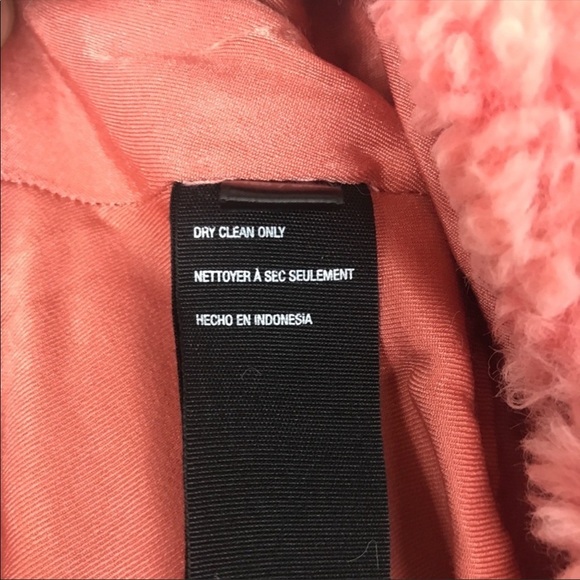 DRY CLEAN ONLY
NETTOYER À SEC SEULEMENT
HECHO EN INDONESIA